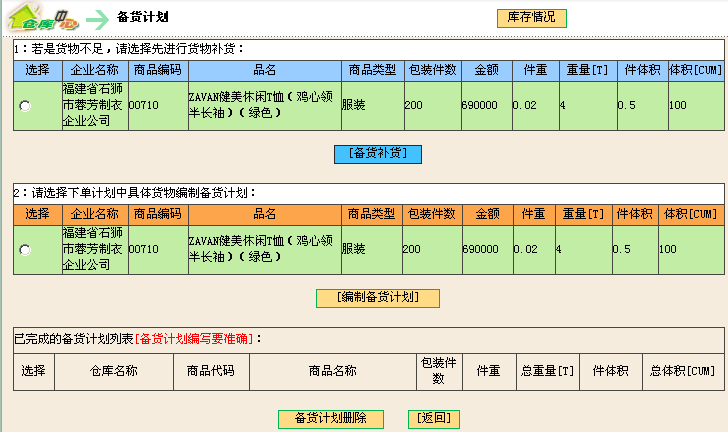 仓库中心
备货计划
库存情况
1：若是货物不足，请选择先进行货物补货：
选择 企业名称 商品编码 品名 商品类型 包装件数 金额 件重 重量[T] 件体积 体积[CUM]
福建省石狮市蓉芳制衣企业公司 00710 ZAVAN健美休闲T恤（鸡心领半长袖）（绿色） 服装 200 690000 0.02 4 0.5 100
[备货补货]
2：请选择下单计划中具体货物编制备货计划：
选择 企业名称 商品编码 品名 商品类型 包装件数 金额 件重 重量[T] 件体积 体积[CUM]
福建省石狮市蓉芳制衣企业公司 00710 ZAVAN健美休闲T恤（鸡心领半长袖）（绿色） 服装 200 690000 0.02 4 0.5 100
[编制备货计划]
已完成的备货计划列表[备货计划编写要准确]：
选择 仓库名称 商品代码 商品名称 包装件数 件重 总重量[T] 件体积 总体积[CUM]
备货计划删除 [返回]